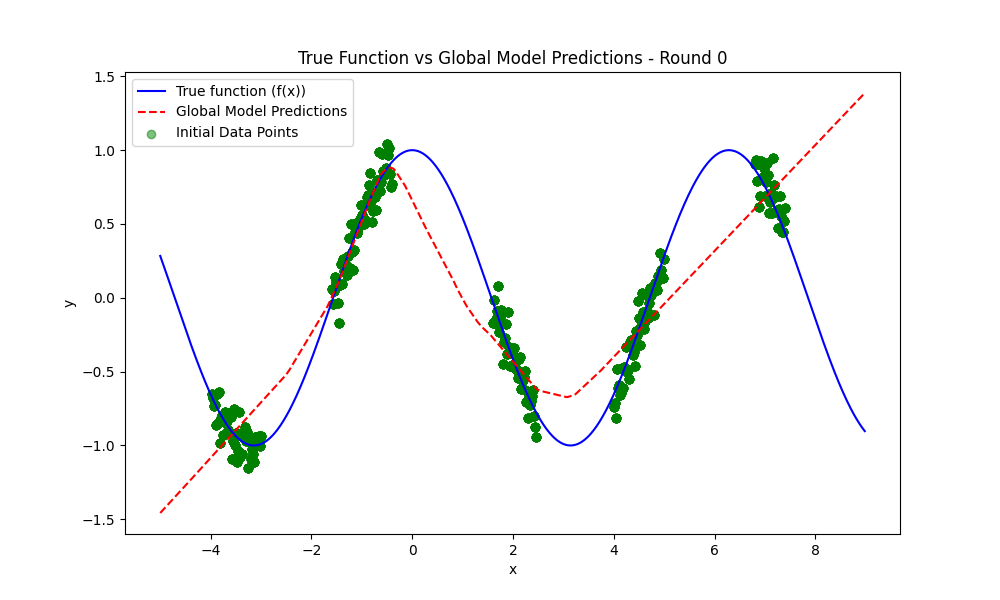 True Function vs Global Model Predictions - Round 0
True function (f(x))
Global Model Predictions
Initial Data Points
1.5
1.0
0.5
0.0
−0.5
−1.0
−1.5
y
−4
−2
0
2
4
6
8
x